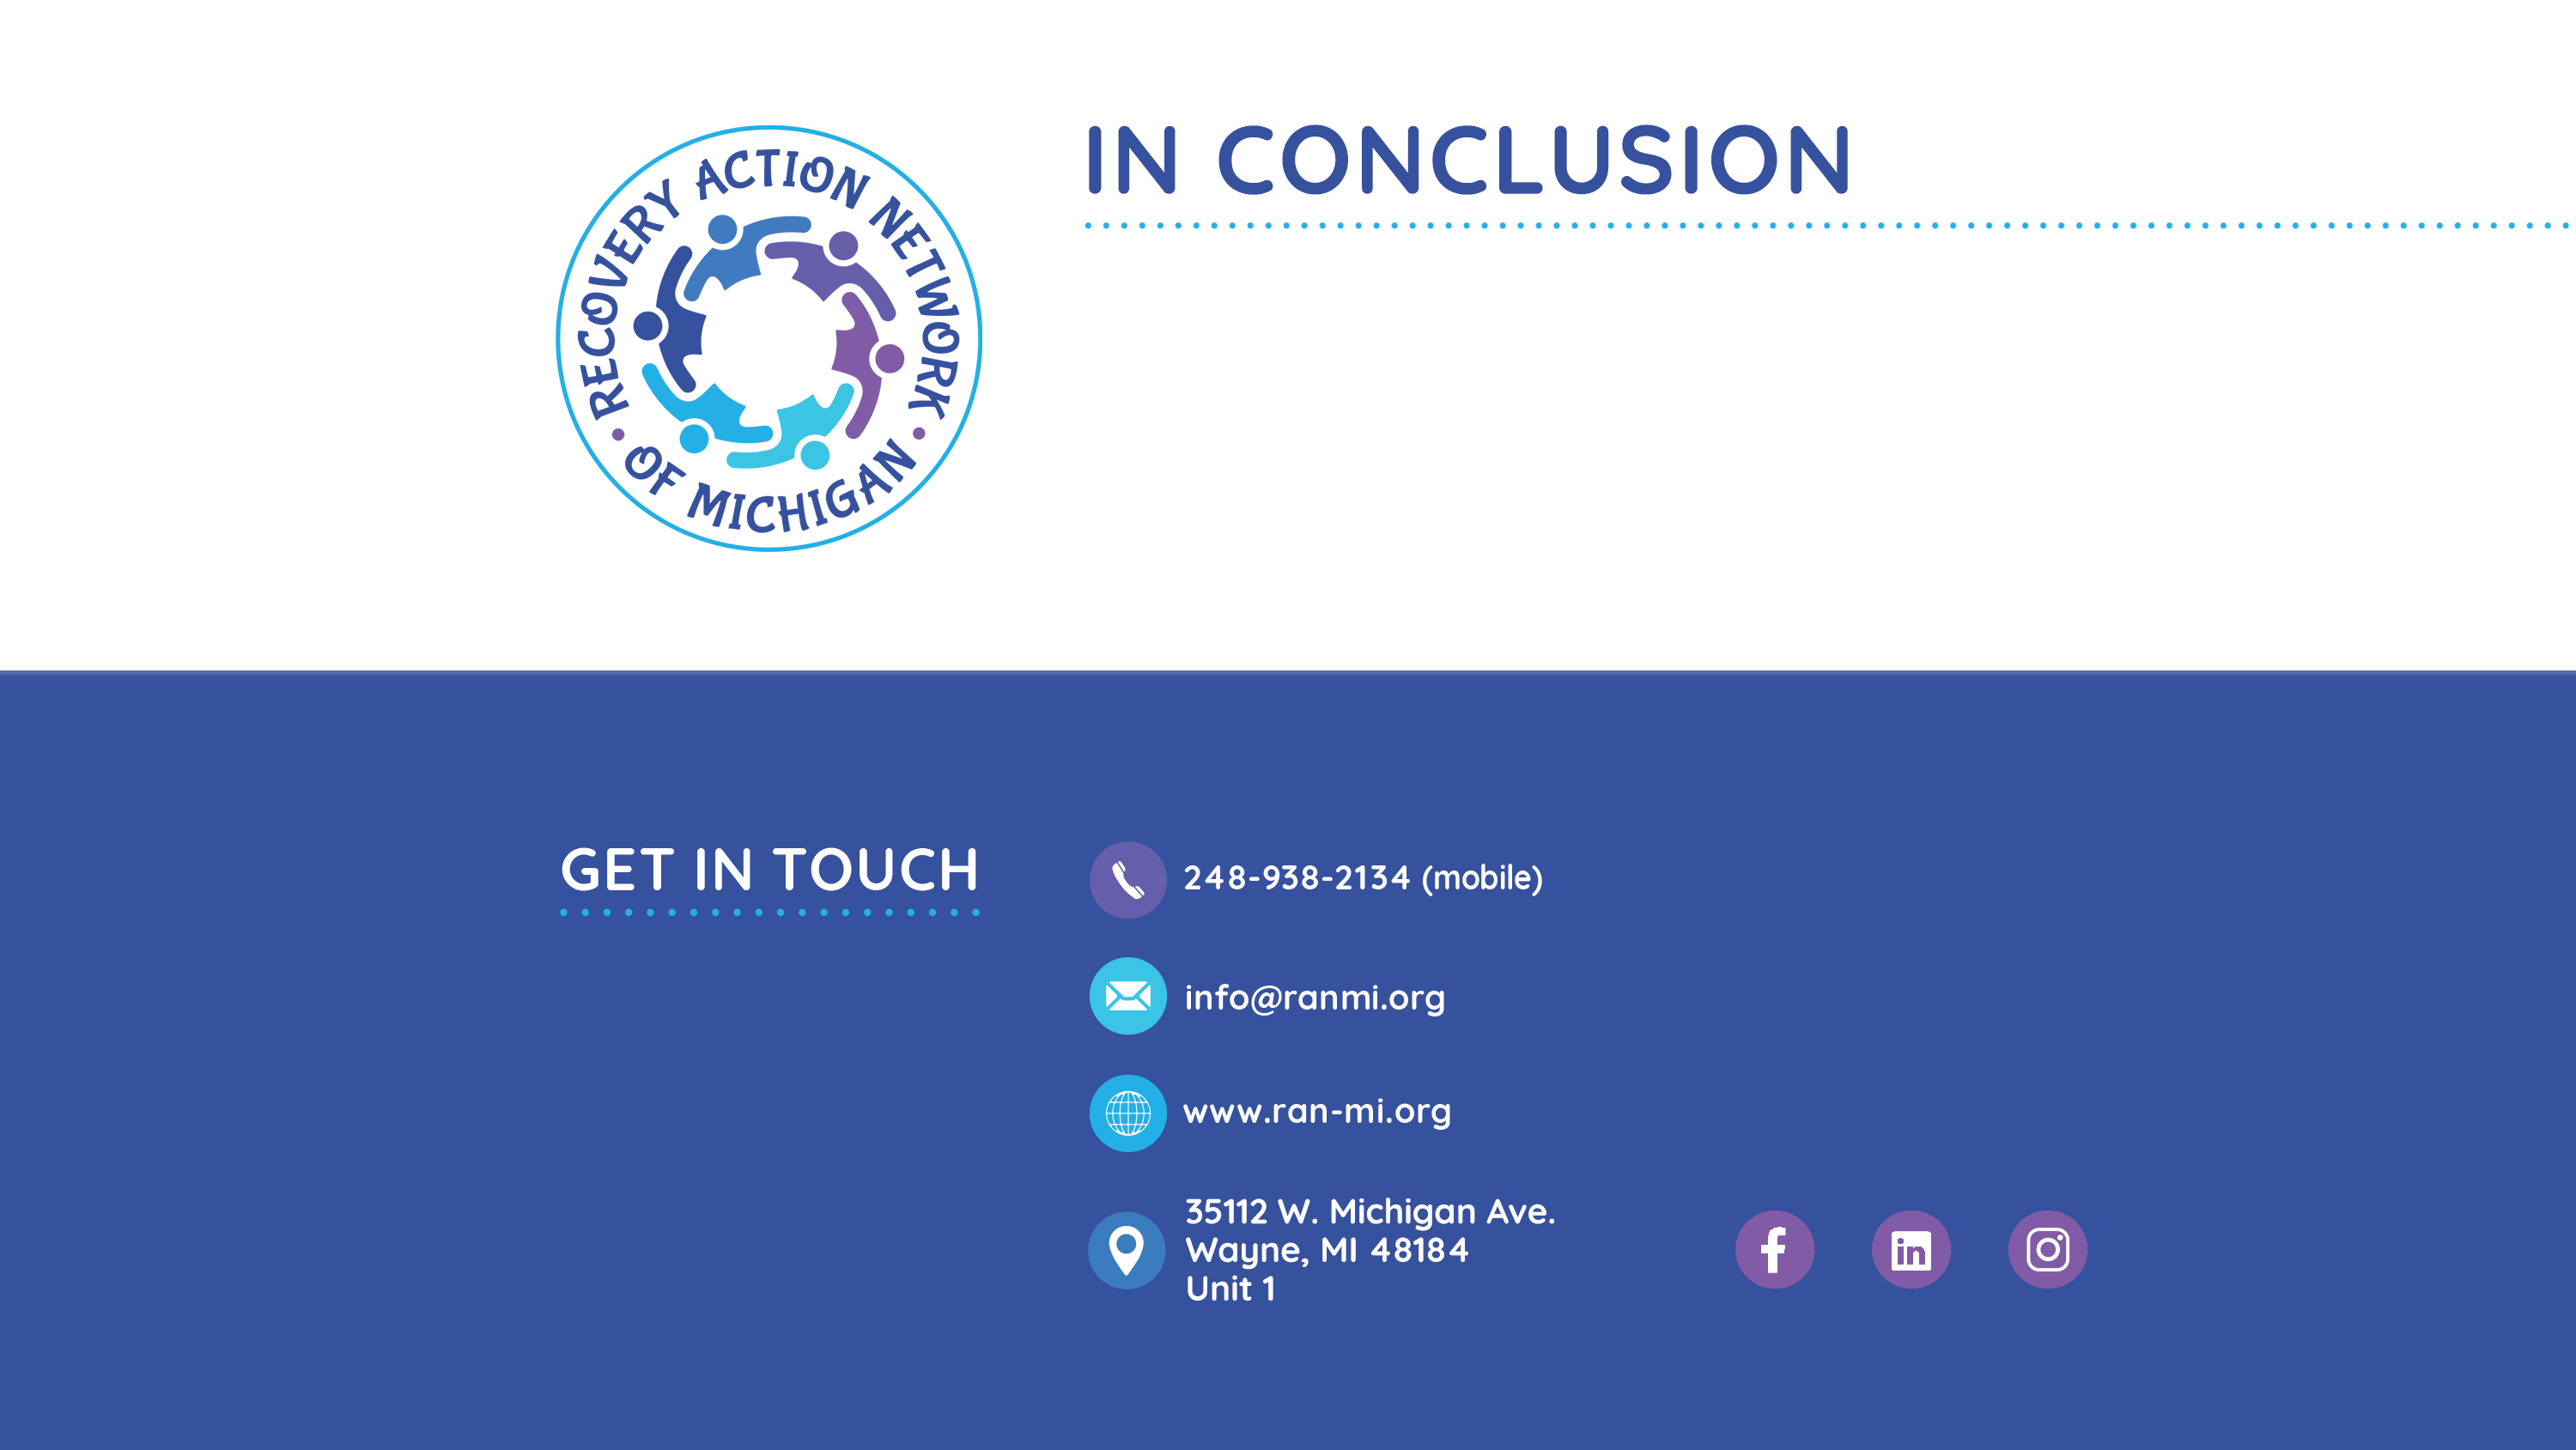 RECOVERY ACTION NETWORK
OF MICHIGAN
IN CONCLUSION
GET IN TOUCH
248-938-2134 (mobile)
info@ranmi.org
www.ran-mi.org
35112 W. Michigan Ave.
Wayne, MI 48184
Unit 1
f
in